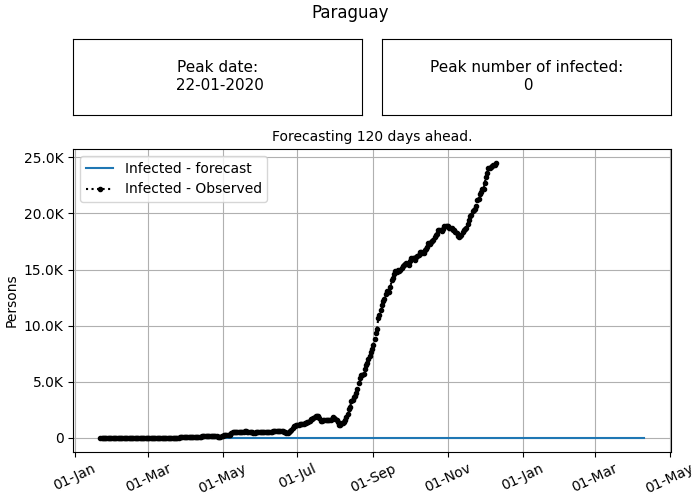 Paraguay
Peak date:
22-01-2020
Peak number of infected:
0
Forecasting 120 days ahead.
25.0K
20.0K
15.0K
10.0K
5.0K
0
Persons
Infected - forecast
Infected - Observed
01-Jan
01-Mar
01-May
01-Jul
01-Sep
01-Nov
01-Jan
01-Mar
01-May